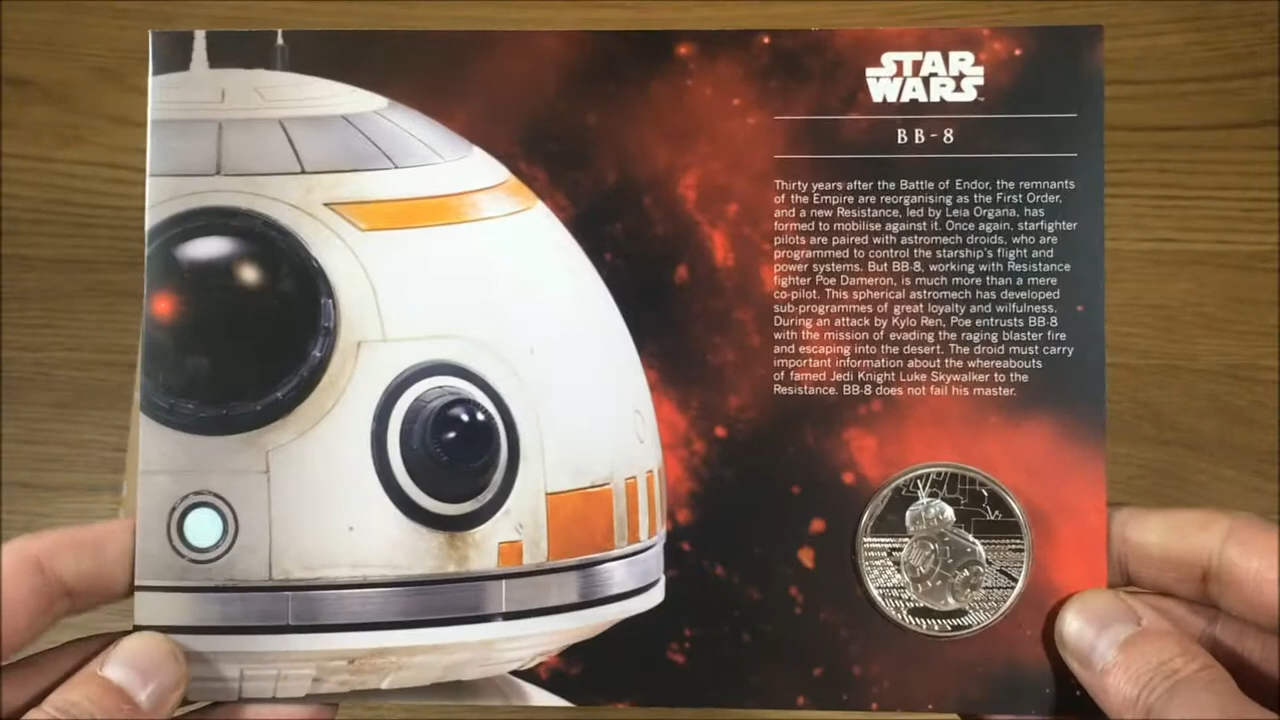 STAR
WARS
BB-8
Thirty years after the Battle of Endor, the remnants
of the Empire are reorganising as the First Order,
and a new Resistance, led by Leia Organa, has
formed to mobilise against it. Once again, starfighter
pilots are paired with astromech droids, who are
programmed to control the starship's flight and
power systems. But BB-8, working with Resistance
fighter Poe Dameron, is much more than a mere
co-pilot. This spherical astromech has developed
sub-programmes of great loyalty and wilfulness.
During an attack by Kylo Ren, Poe entrusts BB-8
with the mission of evading the raging blaster fire
and escaping into the desert. The droid must carry
important information about the whereabouts
of famed Jedi Knight Luke Skywalker to the
Resistance. BB-8 does not fail his master.